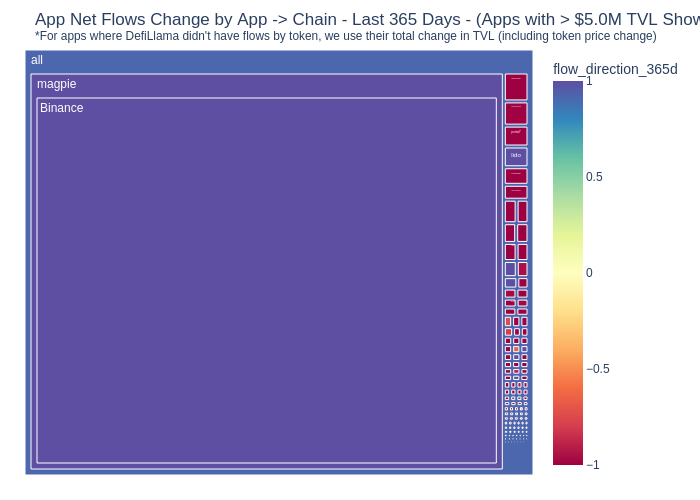 App Net Flows Change by App -> Chain - Last 365 Days - (Apps with > $5.0M TVL Show
*For apps where DefiLlama didn't have flows by token, we use their total change in TVL (including token price change)
all
magpie
Binance
lido
flow_direction_365d
1
0.5
0
−0.5
−1